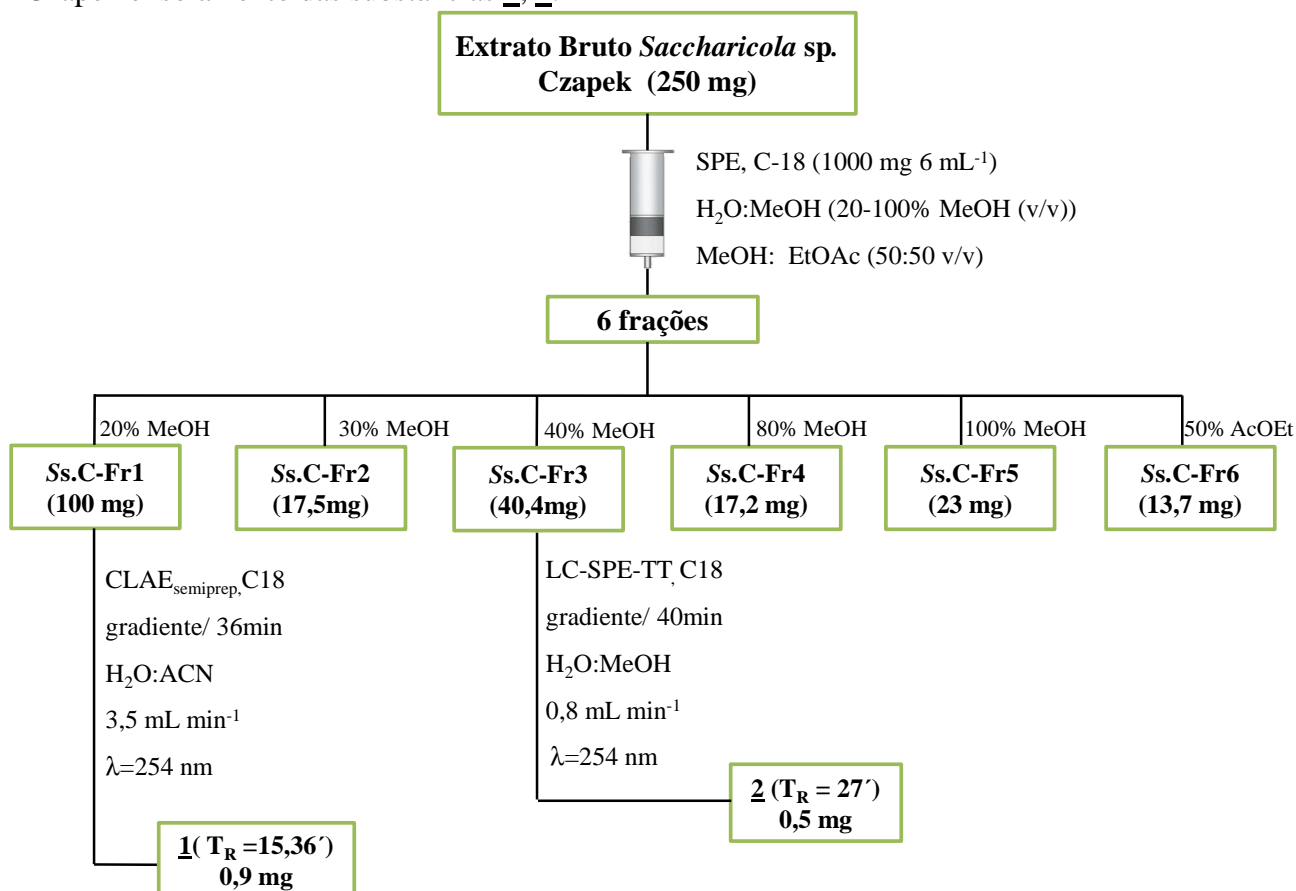 Extrato Bruto Saccharicola sp.
Czapek (250 mg)
SPE, C-18 (1000 mg 6 mL⁻¹)
H₂O:MeOH (20-100% MeOH (v/v))
MeOH: EtOAc (50:50 v/v)
6 frações
20% MeOH
30% MeOH
40% MeOH
80% MeOH
100% MeOH
50% AcOEt
Ss.C-Fr1
(100 mg)
Ss.C-Fr2
(17,5mg)
Ss.C-Fr3
(40,4mg)
Ss.C-Fr4
(17,2 mg)
Ss.C-Fr5
(23 mg)
Ss.C-Fr6
(13,7 mg)
CLAEsemiprep,C18
gradiente/ 36min
H₂O:ACN
3,5 mL min⁻¹
λ=254 nm
LC-SPE-TT, C18
gradiente/ 40min
H₂O:MeOH
0,8 mL min⁻¹
λ=254 nm
2 (T_R = 27´)
0,5 mg
1( T_R =15,36´)
0,9 mg